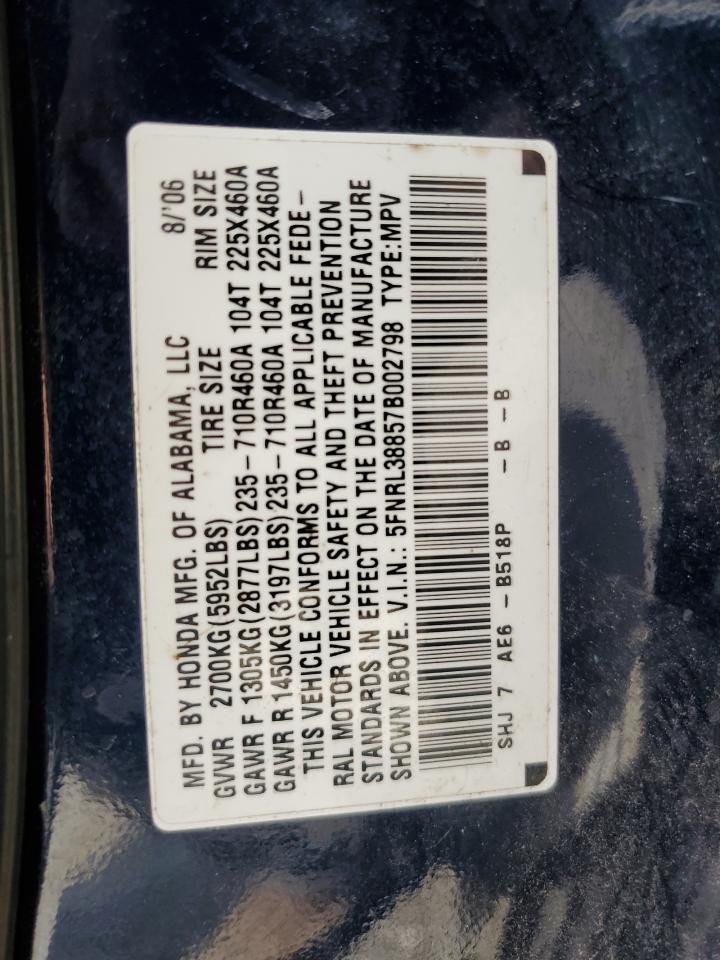 MFD. BY HONDA MFG. OF ALABAMA, LLC 8/'06
GVWR 2700KG(5952LBS) TIRE SIZE RIM SIZE
GAWR F 1305KG(2877LBS)235-710R460A 104T 225X460A
GAWR R 1450KG(3197LBS)235-710R460A 104T 225X460A
THIS VEHICLE CONFORMS TO ALL APPLICABLE FEDE-
RAL MOTOR VEHICLE SAFETY AND THEFT PREVENTION
STANDARDS IN EFFECT ON THE DATE OF MANUFACTURE
SHOWN ABOVE. V.I.N.: 5FNRL38857B002798 TYPE:MPV
SHJ 7 AE6 -B518P -B -B